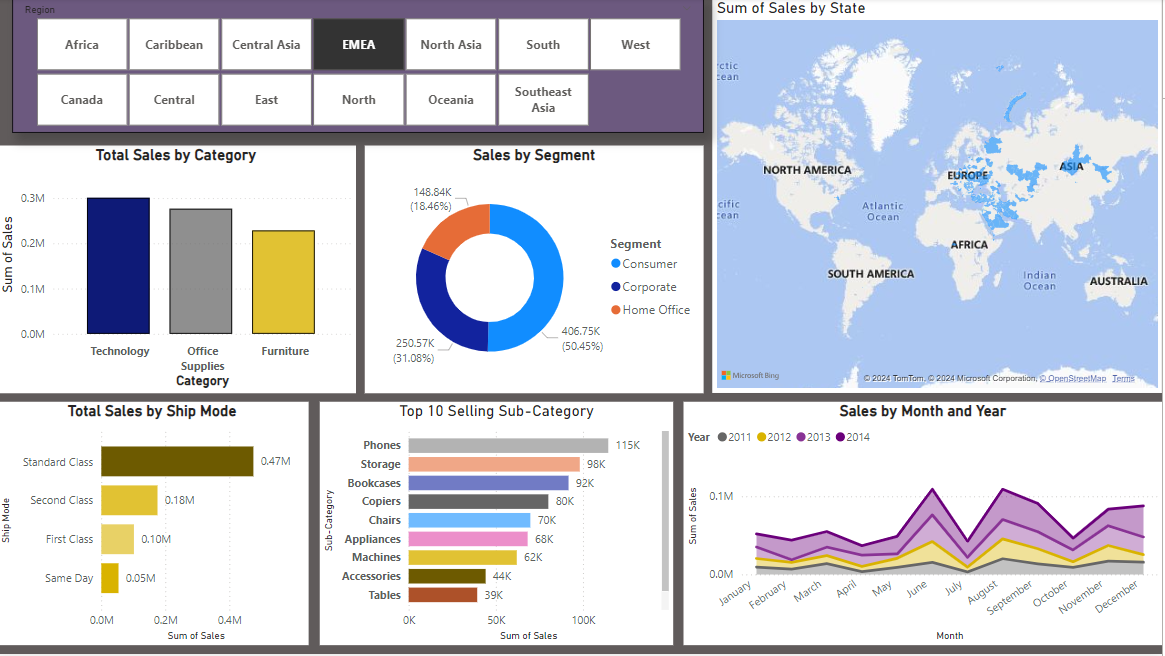 Region
Africa
Caribbean
Central Asia
EMEA
North Asia
South
West
Canada
Central
East
North
Oceania
Southeast
Asia
Sum of Sales by State
rctic
cean
NORTH AMERICA
EUROPE
ASIA
cific
cean
Atlantic
Ocean
AFRICA
SOUTH AMERICA
Indian
Ocean
AUSTRALIA
Microsoft Bing
© 2024 TomTom, © 2024 Microsoft Corporation, © OpenStreetMap Terms
Total Sales by Category
Sum of Sales
0.3M
0.2M
0.1M
0.0M
Technology
Office
Supplies
Furniture
Category
Sales by Segment
148.84K
(18.46%)
250.57K
(31.08%)
406.75K
(50.45%)
Segment
Consumer
Corporate
Home Office
Total Sales by Ship Mode
Ship Mode
Standard Class 0.47M
Second Class 0.18M
First Class 0.10M
Same Day 0.05M
0.0M 0.2M 0.4M
Sum of Sales
Top 10 Selling Sub-Category
Sub-Category
Phones 115K
Storage 98K
Bookcases 92K
Copiers 80K
Chairs 70K
Appliances 68K
Machines 62K
Accessories 44K
Tables 39K
0K 50K 100K
Sum of Sales
Sales by Month and Year
Year 2011 2012 2013 2014
Sum of Sales
0.1M
0.0M
January
February
March
April
May
June
July
August
September
October
November
December
Month